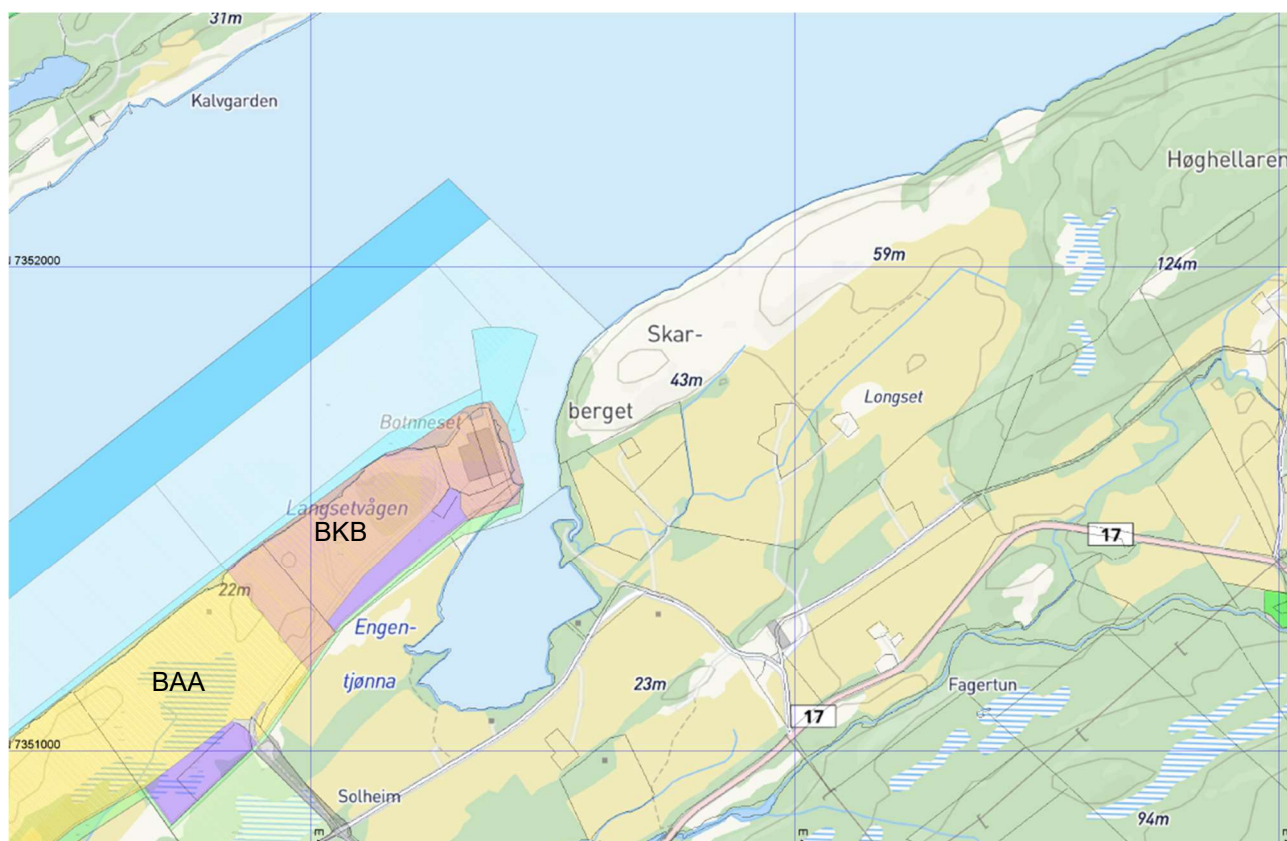 31m
Kalvgarden
Høghellaren
59m
7352000
124m
Skar-
43m
Longset
berget
Botnneset
Langsetvågen
BKB
17
22m
Engen-
BAA
tjønna
23m
Fagertun
17
N 7351000
Solheim
94m
m
m
m